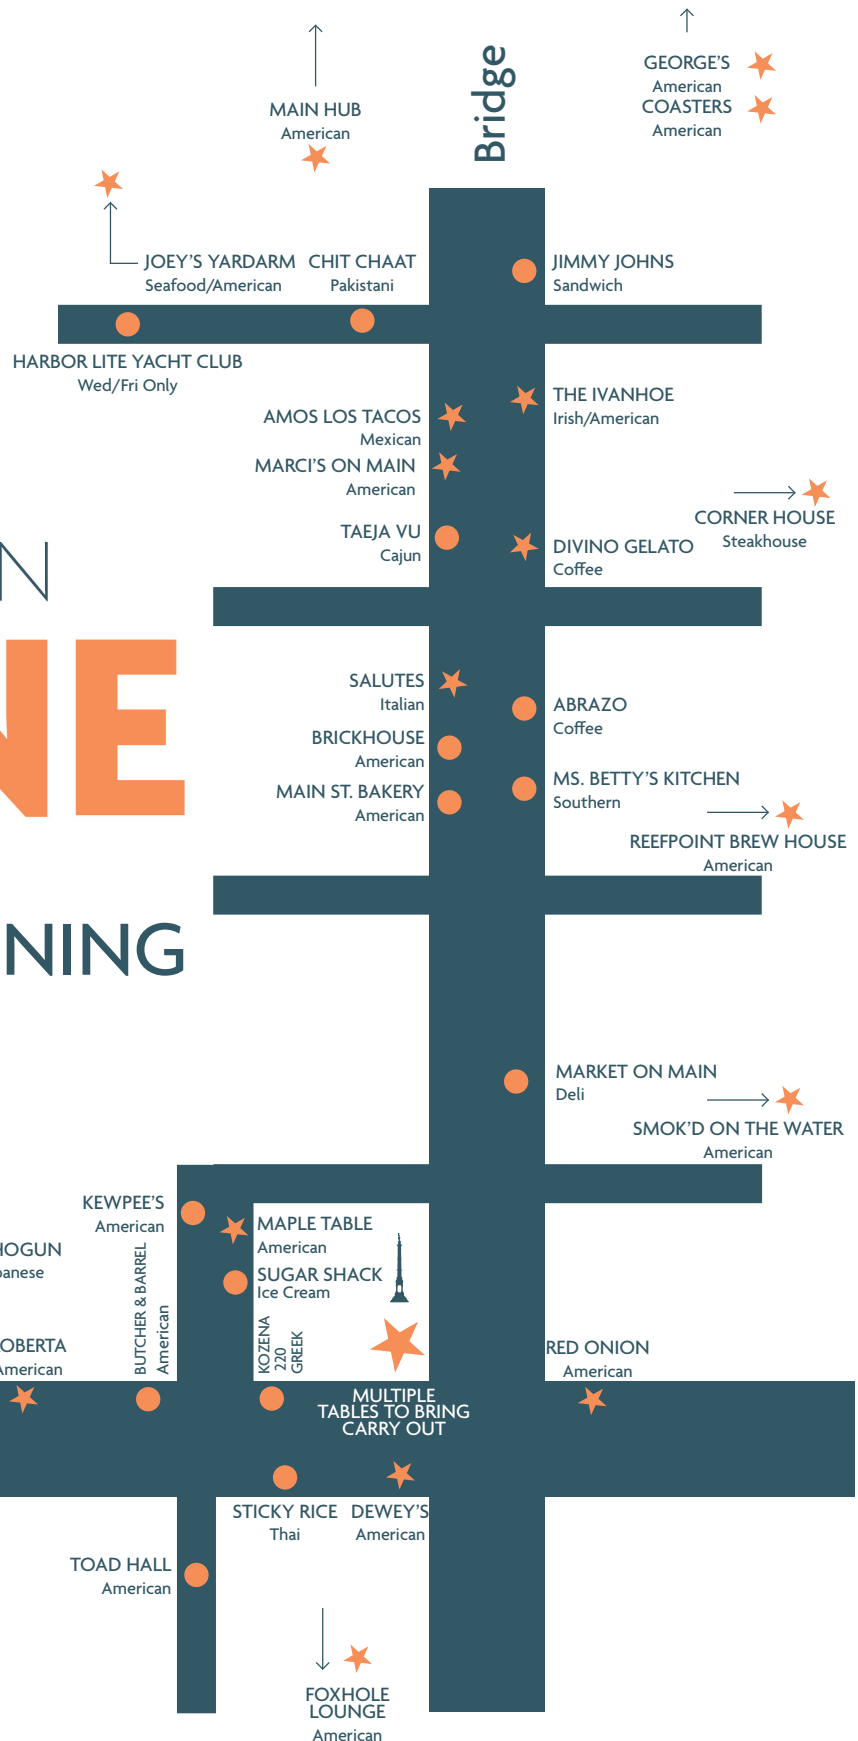 GEORGE'S
American
COASTERS
American
MAIN HUB
American
Bridge
JOEY'S YARDARM
Seafood/American
CHIT CHAAT
Pakistani
JIMMY JOHNS
Sandwich
HARBOR LITE YACHT CLUB
Wed/Fri Only
THE IVANHOE
Irish/American
AMOS LOS TACOS
Mexican
MARCI'S ON MAIN
American
CORNER HOUSE
Steakhouse
TAEJA VU
Cajun
DIVINO GELATO
Coffee
N
NE
NING
SALUTES
Italian
ABRAZO
Coffee
BRICKHOUSE
American
MS. BETTY'S KITCHEN
Southern
MAIN ST. BAKERY
American
REEFPOINT BREW HOUSE
American
MARKET ON MAIN
Deli
SMOK'D ON THE WATER
American
KEWPEE'S
American
MAPLE TABLE
American
HOGUN
panese
SUGAR SHACK
Ice Cream
BUTCHER & BARREL
American
KOZENA
220
GREEK
OBERTA
American
RED ONION
American
MULTIPLE
TABLES TO BRING
CARRY OUT
STICKY RICE
Thai
DEWEY'S
American
TOAD HALL
American
FOXHOLE
LOUNGE
American